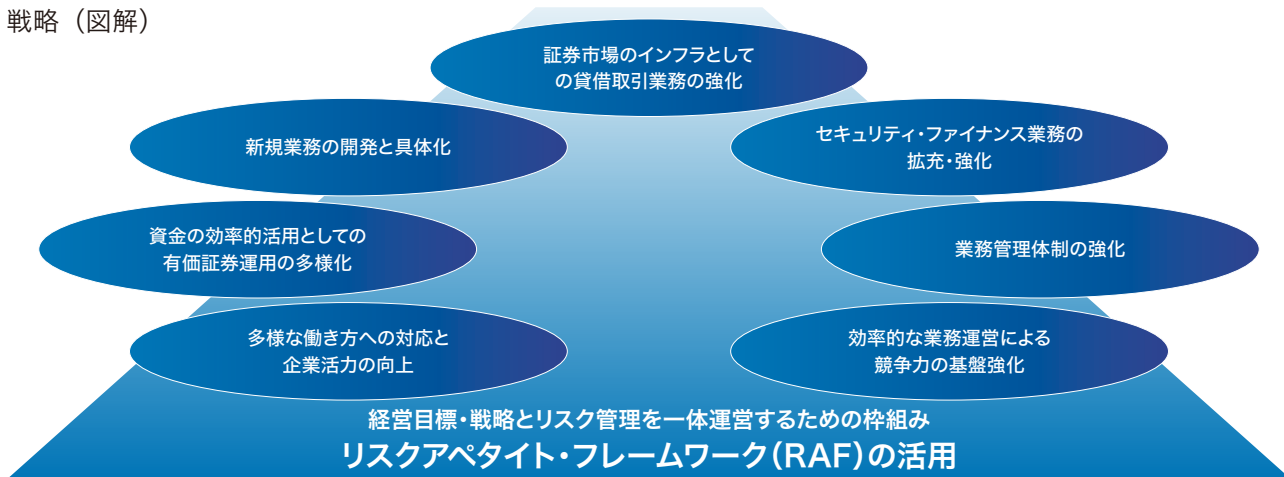 戦略（図解）
証券市場のインフラとして
の貸借取引業務の強化
新規業務の開発と具体化
セキュリティ・ファイナンス業務の
拡充・強化
資金の効率的活用としての
有価証券運用の多様化
業務管理体制の強化
多様な働き方への対応と
企業活力の向上
効率的な業務運営による
競争力の基盤強化
経営目標・戦略とリスク管理を一体運営するための枠組み
リスクアペタイト・フレームワーク（RAF）の活用